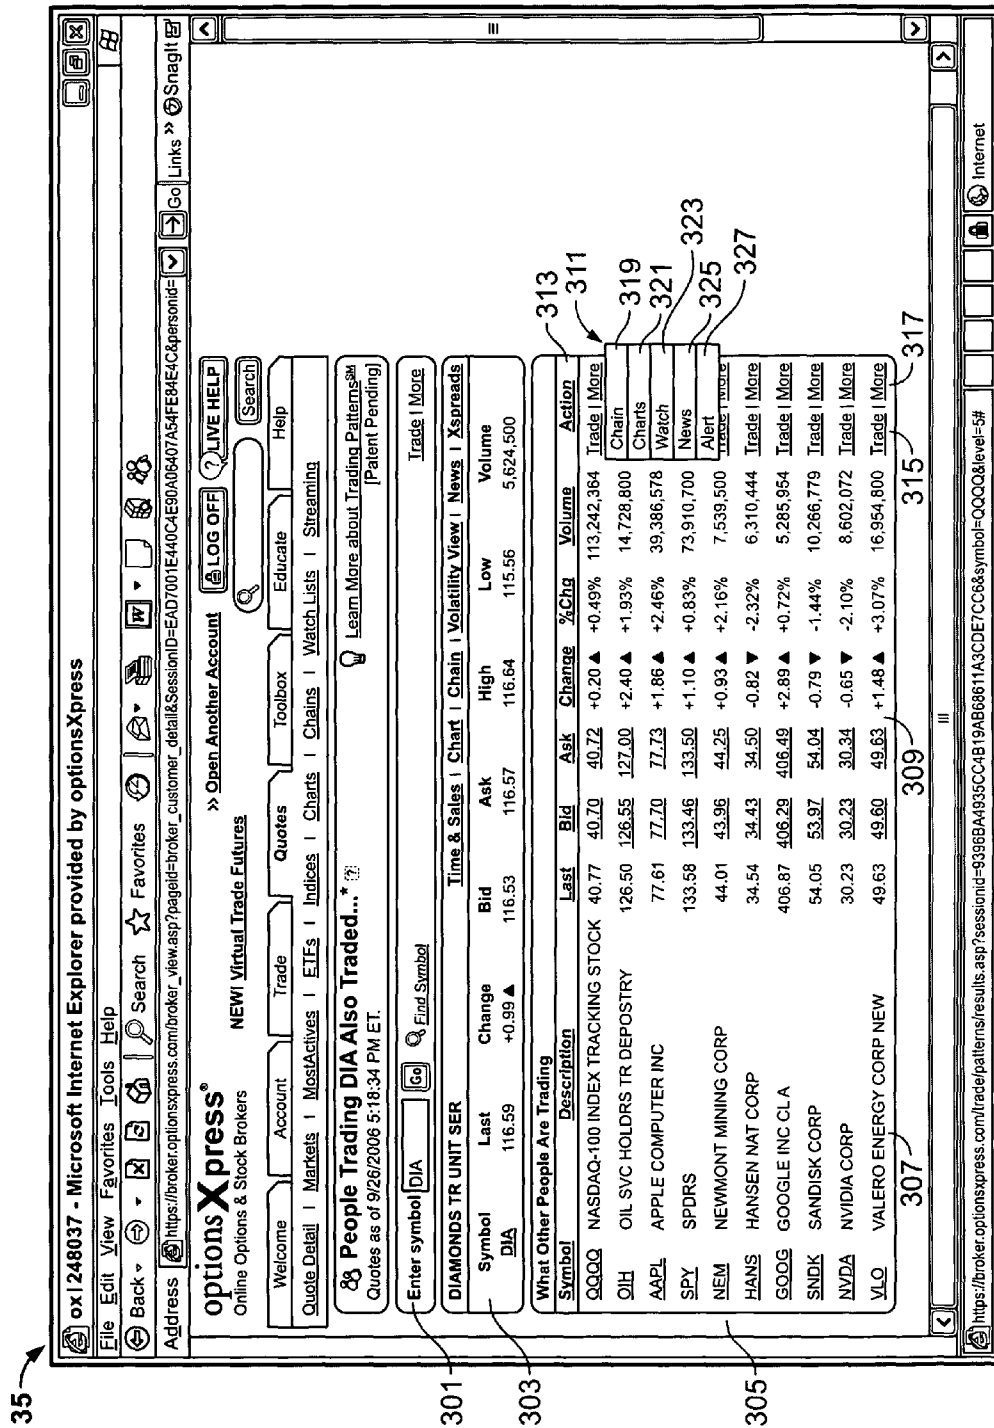 35
ox | 248037 - Microsoft Internet Explorer provided by optionsXpress
File Edit View Favorites Tools Help
Back Search Favorites
Address https://broker.optionsxpress.com/broker_view.asp?pageid=broker_customer_detail&SessionID=EAD7001E440C4E90A06407A54FE84E4C&personid= Go Links >> SnagIt
optionsXpress®
Online Options & Stock Brokers
NEW! Virtual Trade Futures
>> Open Another Account
LOG OFF ? LIVE HELP
Search
Welcome Account Trade Quotes Toolbox Educate Help
Quote Detail | Markets | MostActives | ETFs | Indices | Charts | Chains | Watch Lists | Streaming
People Trading DIA Also Traded...* ?
Quotes as of 9/26/2006 5:18:34 PM ET.
Learn More about Trading Patterns SM
[Patent Pending]
Enter symbol DIA Go Find Symbol Trade | More
DIAMONDS TR UNIT SER Time & Sales | Chart | Chain | Volatility View | News | Xspreads
Symbol Last Change Bid Ask High Low Volume
DIA 116.59 +0.99 ▲ 116.53 116.57 116.64 115.56 5,624,500
What Other People Are Trading
Symbol Description Last Bid Ask Change %Chg Volume Action
QQQQ NASDAQ-100 INDEX TRACKING STOCK 40.77 40.70 40.72 +0.20 ▲ +0.49% 113,242,364 Trade | More
OIH OIL SVC HOLDRS TR DEPOSTRY 126.50 126.55 127.00 +2.40 ▲ +1.93% 14,728,800
AAPL APPLE COMPUTER INC 77.61 77.70 77.73 +1.86 ▲ +2.46% 39,386,578
SPY SPDRS 133.58 133.46 133.50 +1.10 ▲ +0.83% 73,910,700
NEM NEWMONT MINING CORP 44.01 43.96 44.25 +0.93 ▲ +2.16% 7,539,500 Trade | More
HANS HANSEN NAT CORP 34.54 34.43 34.50 -0.82 ▼ -2.32% 6,310,444 Trade | More
GOOG GOOGLE INC CL A 406.87 406.29 406.49 +2.89 ▲ +0.72% 5,285,954 Trade | More
SNDK SANDISK CORP 54.05 53.97 54.04 -0.79 ▼ -1.44% 10,266,779 Trade | More
NVDA NVIDIA CORP 30.23 30.23 30.34 -0.65 ▼ -2.10% 8,602,072 Trade | More
VLO VALERO ENERGY CORP NEW 49.63 49.60 49.63 +1.48 ▲ +3.07% 16,954,800 Trade | More
Chain
Charts
Watch
News
Alert
https://broker.optionsxpress.com/trade/patterns/results.asp?sessionid=9396BA4935CC4B19AB68611A3CDE7CC6&symbol=QQQQ&level=5# Internet
301
303
305
307
309
311
313
315
317
319
321
323
325
327